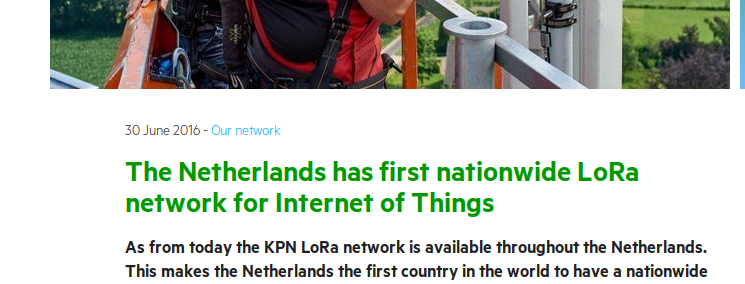 30 June 2016 - Our network
The Netherlands has first nationwide LoRa
network for Internet of Things
As from today the KPN LoRa network is available throughout the Netherlands.
This makes the Netherlands the first country in the world to have a nationwide